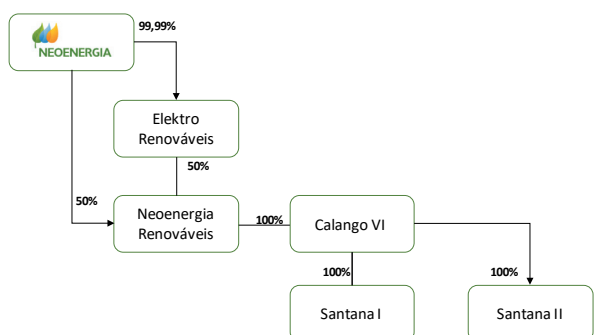 99,99%
NEOENERGIA
Elektro
Renováveis
50%
50%
Neoenergia
Renováveis
100%
Calango VI
100%
100%
Santana I
Santana II